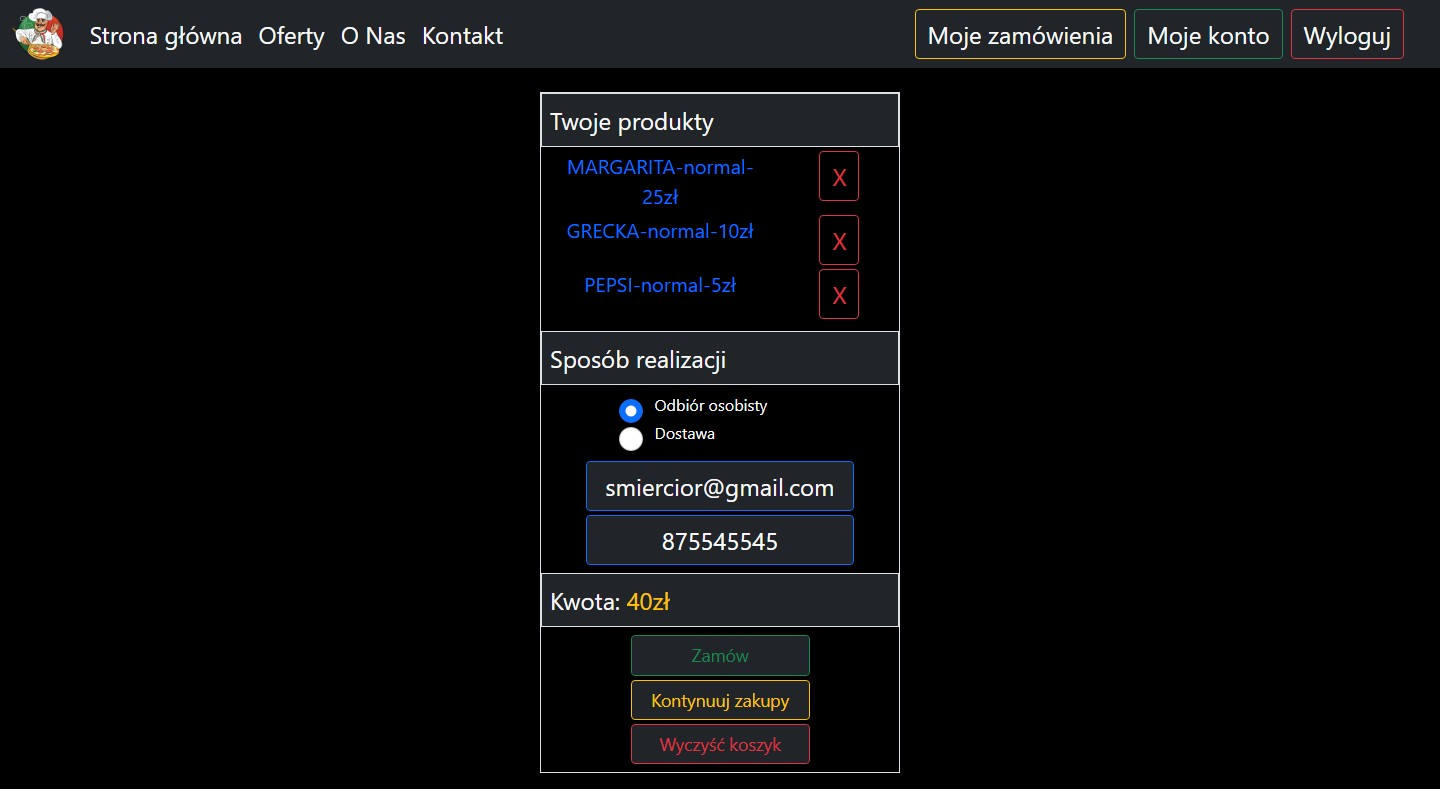 Strona główna Oferty O Nas Kontakt Moje zamówienia Moje konto Wyloguj
Twoje produkty
MARGARITA-normal-
25zł
X
GRECKA-normal-10zł X
PEPSI-normal-5zł X
Sposób realizacji
Odbiór osobisty
Dostawa
smiercior@gmail.com
875545545
Kwota: 40zł
Zamów
Kontynuuj zakupy
Wyczyść koszyk